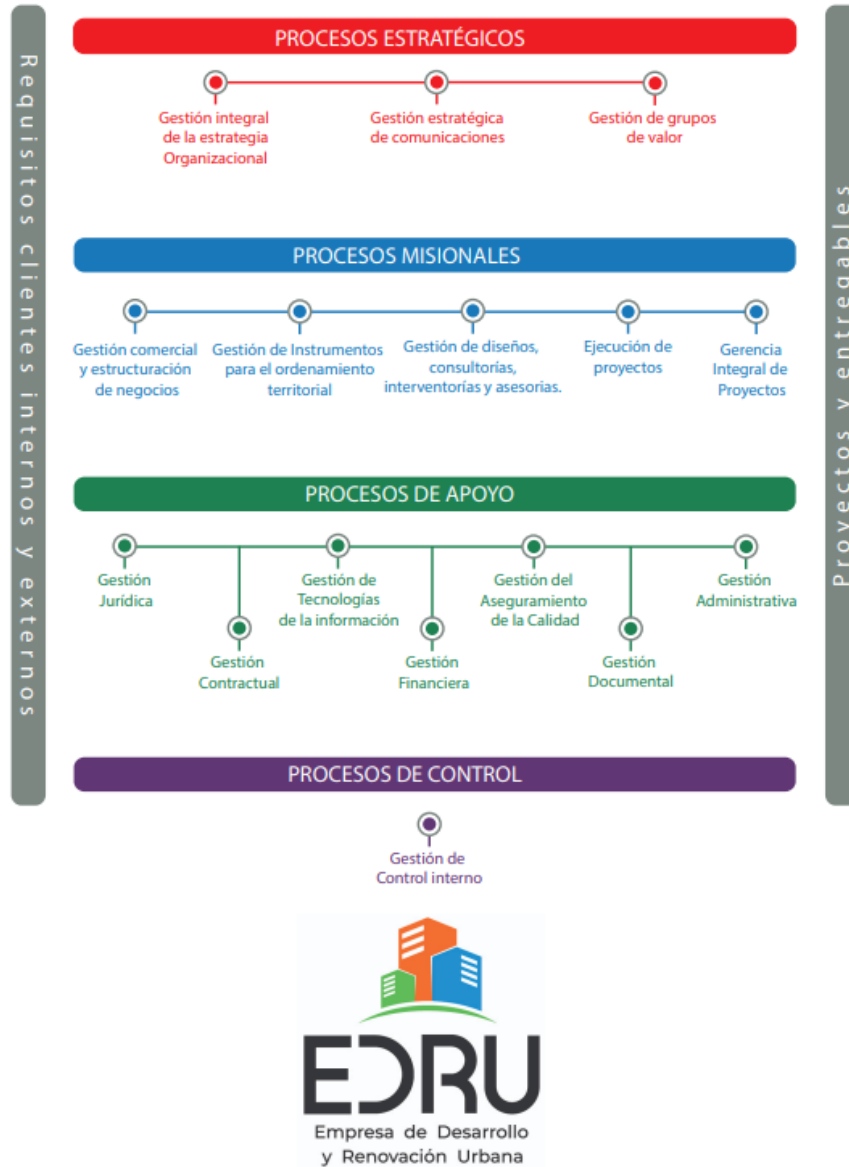 Requisitos clientes internos y externos
PROCESOS ESTRATÉGICOS
Gestión integral
de la estrategia
Organizacional
Gestión estratégica
de comunicaciones
Gestión de grupos
de valor
PROCESOS MISIONALES
Gestión comercial
y estructuración
de negocios
Gestión de Instrumentos
para el ordenamiento
territorial
Gestión de diseños,
consultorías,
interventorías y asesorias.
Ejecución de
proyectos
Gerencia
Integral de
Proyectos
PROCESOS DE APOYO
Gestión
Jurídica
Gestión
Contractual
Gestión de
Tecnologías
de la información
Gestión
Financiera
Gestión del
Aseguramiento
de la Calidad
Gestión
Documental
Gestión
Administrativa
PROCESOS DE CONTROL
Gestión de
Control interno
Proyectos y entregables
EDRU
Empresa de Desarrollo
y Renovación Urbana